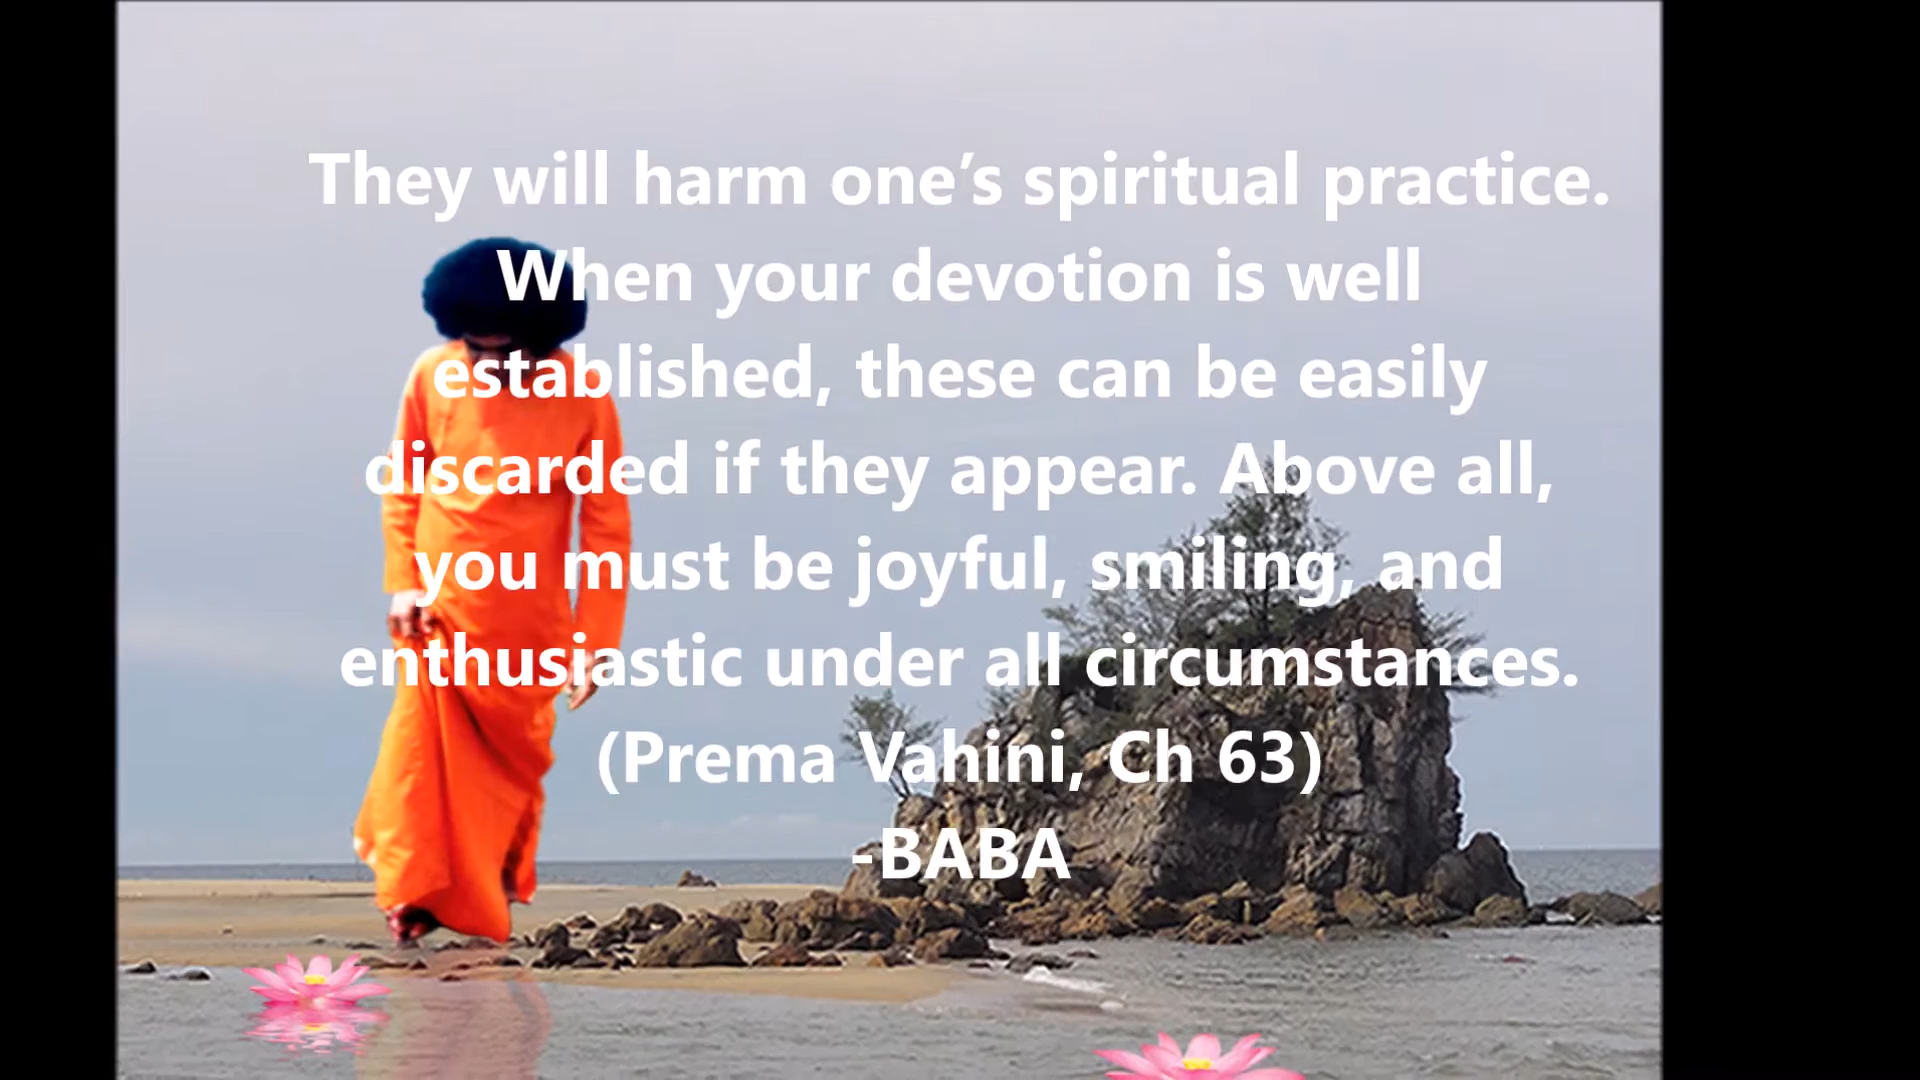 They will harm one’s spiritual practice.
When your devotion is well
established, these can be easily
discarded if they appear. Above all,
you must be joyful, smiling, and
enthusiastic under all circumstances.
(Prema Vahini, Ch 63)
-BABA